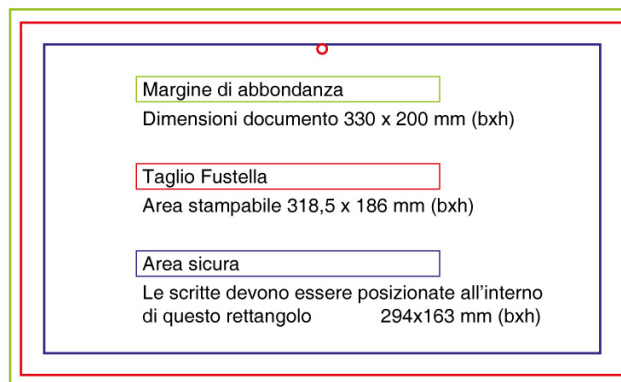 Margine di abbondanza
Dimensioni documento 330 x 200 mm (bxh)
Taglio Fustella
Area stampabile 318,5 x 186 mm (bxh)
Area sicura
Le scritte devono essere posizionate all'interno
di questo rettangolo 294x163 mm (bxh)